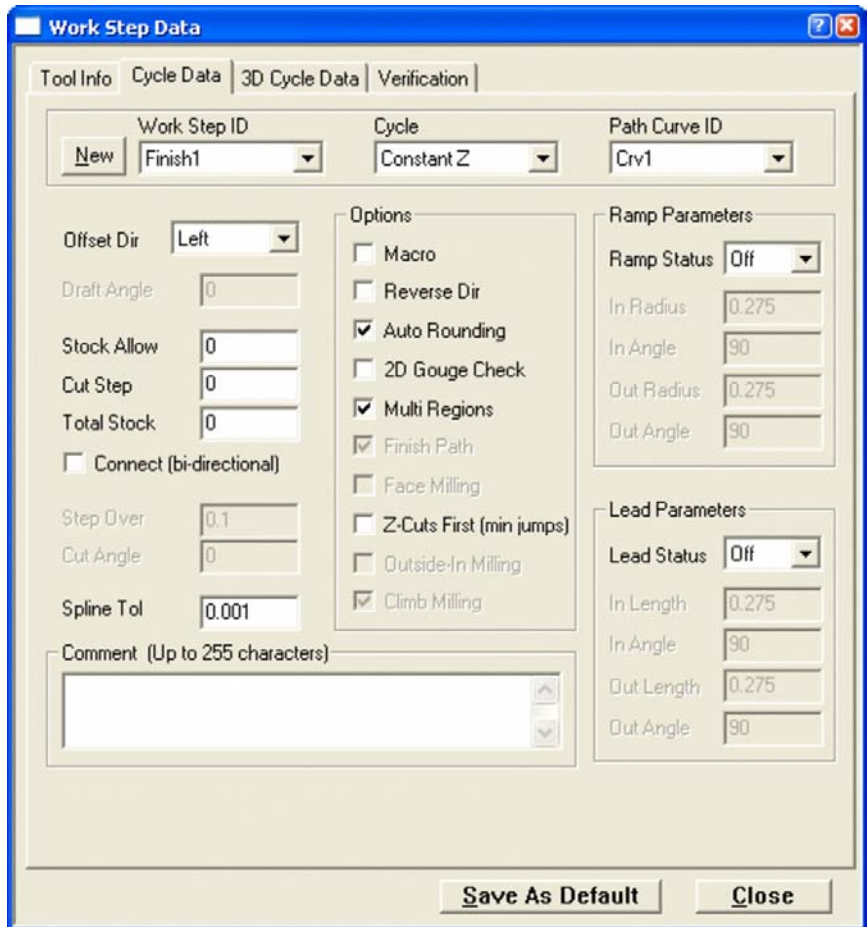 Work Step Data
Tool Info Cycle Data 3D Cycle Data Verification
Work Step ID Cycle Path Curve ID
New Finish1 Constant Z Crv1
Offset Dir Left
Draft Angle 0
Stock Allow 0
Cut Step 0
Total Stock 0
Connect (bi-directional)
Step Over 0.1
Cut Angle 0
Spline Tol 0.001
Options
Macro
Reverse Dir
Auto Rounding
2D Gouge Check
Multi Regions
Finish Path
Face Milling
Z-Cuts First (min jumps)
Outside-In Milling
Climb Milling
Ramp Parameters
Ramp Status Off
In Radius 0.275
In Angle 90
Out Radius 0.275
Out Angle 90
Lead Parameters
Lead Status Off
In Length 0.275
In Angle 90
Out Length 0.275
Out Angle 90
Comment (Up to 255 characters)
Save As Default Close